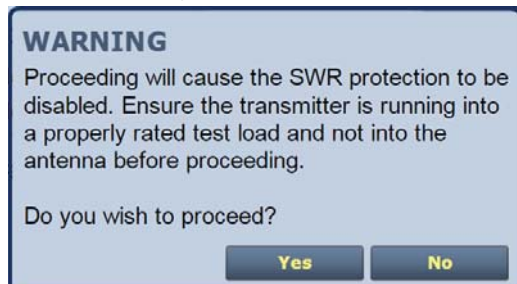 WARNING
Proceeding will cause the SWR protection to be
disabled. Ensure the transmitter is running into
a properly rated test load and not into the
antenna before proceeding.
Do you wish to proceed?
Yes No